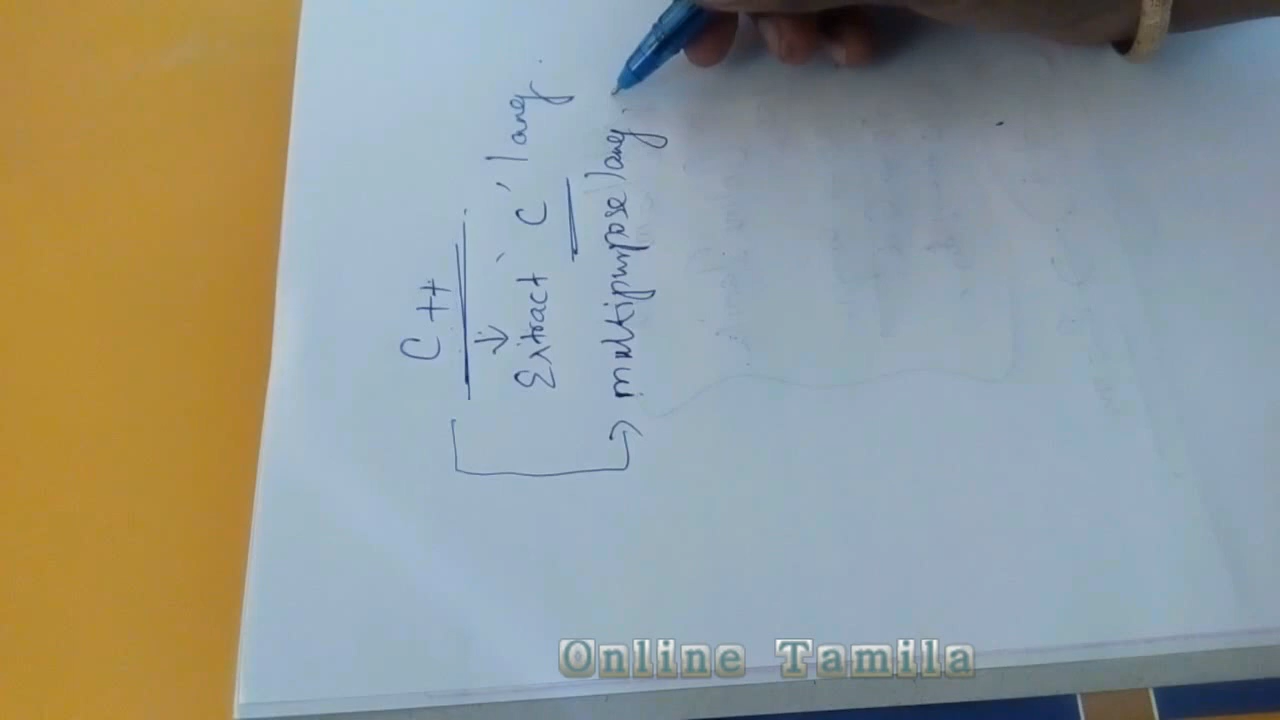 C++
Extract 'C' lang.
multipurpose lang.
Online Tamila